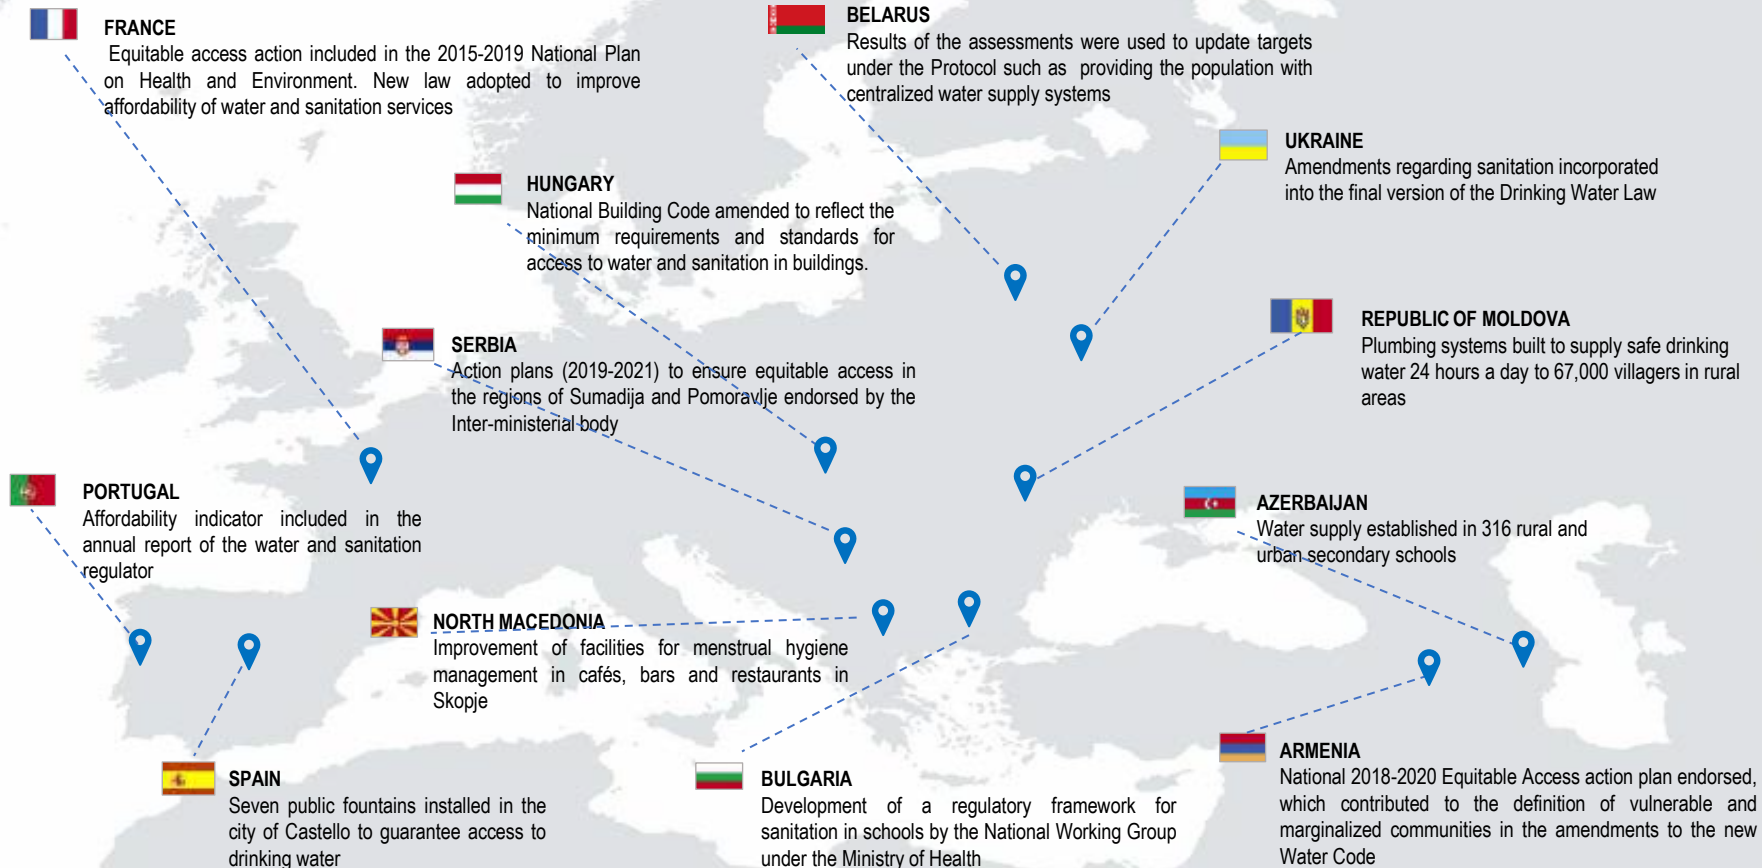 FRANCE
Equitable access action included in the 2015-2019 National Plan
on Health and Environment. New law adopted to improve
affordability of water and sanitation services
BELARUS
Results of the assessments were used to update targets
under the Protocol such as providing the population with
centralized water supply systems
UKRAINE
Amendments regarding sanitation incorporated
into the final version of the Drinking Water Law
HUNGARY
National Building Code amended to reflect the
minimum requirements and standards for
access to water and sanitation in buildings.
REPUBLIC OF MOLDOVA
Plumbing systems built to supply safe drinking
water 24 hours a day to 67,000 villagers in rural
areas
SERBIA
Action plans (2019-2021) to ensure equitable access in
the regions of Sumadija and Pomoravlje endorsed by the
Inter-ministerial body
PORTUGAL
Affordability indicator included in the
annual report of the water and sanitation
regulator
AZERBAIJAN
Water supply established in 316 rural and
urban secondary schools
NORTH MACEDONIA
Improvement of facilities for menstrual hygiene
management in cafés, bars and restaurants in
Skopje
SPAIN
Seven public fountains installed in the
city of Castello to guarantee access to
drinking water
BULGARIA
Development of a regulatory framework for
sanitation in schools by the National Working Group
under the Ministry of Health
ARMENIA
National 2018-2020 Equitable Access action plan endorsed,
which contributed to the definition of vulnerable and
marginalized communities in the amendments to the new
Water Code